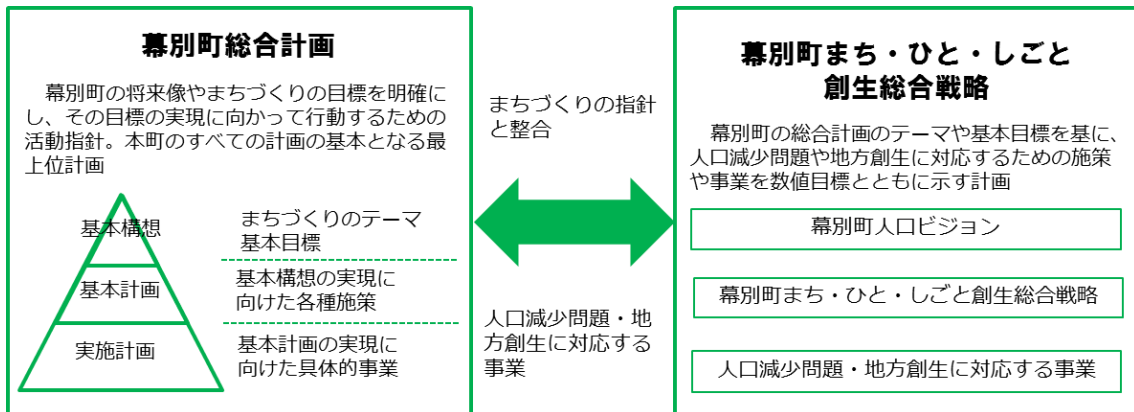 幕別町総合計画
幕別町の将来像やまちづくりの目標を明確に
し、その目標の実現に向かって行動するための
活動指針。本町のすべての計画の基本となる最
上位計画
基本構想
まちづくりのテーマ
基本目標
基本計画
基本構想の実現に
向けた各種施策
実施計画
基本計画の実現に
向けた具体的事業
まちづくりの指針
と整合
人口減少問題・地
方創生に対応する
事業
幕別町まち・ひと・しごと
創生総合戦略
幕別町の総合計画のテーマや基本目標を基に、
人口減少問題や地方創生に対応するための施策
や事業を数値目標とともに示す計画
幕別町人口ビジョン
幕別町まち・ひと・しごと創生総合戦略
人口減少問題・地方創生に対応する事業